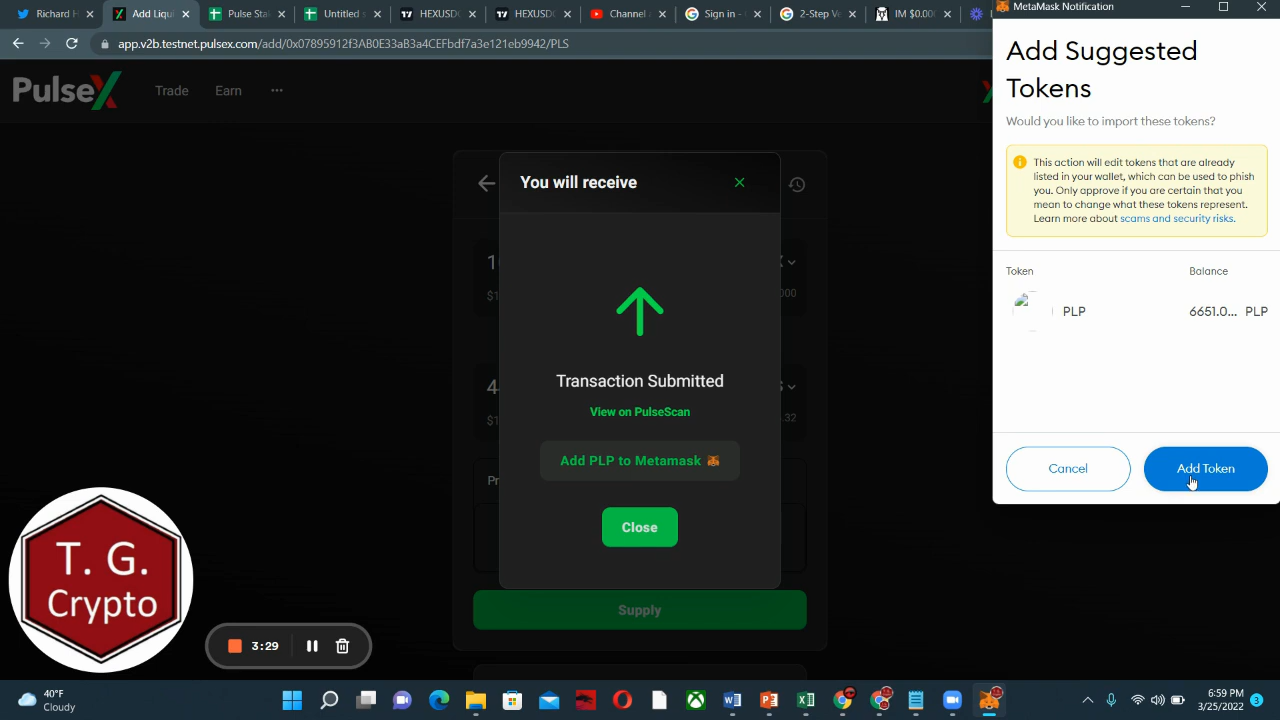 Richard H
Add Liqu
Pulse Sta
Untitled s
HEXUSDC
HEXUS
Channel
Sign in -
2-Step Ve
IM $0.00
app.v2b.testnet.pulsex.com/add/0x07895912f3AB0E33aB3a4CEFbdf7a3e121eb9942/PLS
PulseX
Trade
Earn
You will receive
Transaction Submitted
View on PulseScan
Add PLP to Metamask
Close
Supply
MetaMask Notification
Add Suggested
Tokens
Would you like to import these tokens?
This action will edit tokens that are already
listed in your wallet, which can be used to phish
you. Only approve if you are certain that you
mean to change what these tokens represent.
Learn more about scams and security risks.
Token
Balance
PLP
6651.0... PLP
Cancel
Add Token
T. G.
Crypto
3:29
40°F
Cloudy
6:59 PM
3/25/2022
3